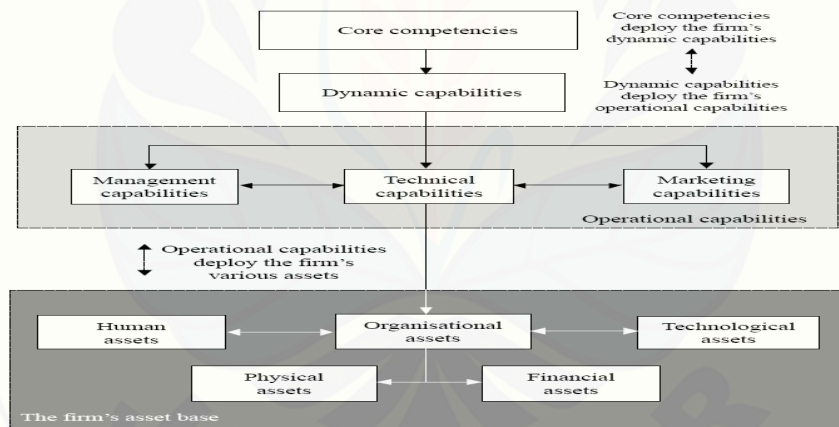 Core competencies
Core competencies
deploy the firm's
dynamic capabilities
Dynamic capabilities
Dynamic capabilities
deploy the firm's
operational capabilities
Management
capabilities
Technical
capabilities
Marketing
capabilities
Operational capabilities
Operational capabilities
deploy the firm's
various assets
Human
assets
Organisational
assets
Technological
assets
Physical
assets
Financial
assets
The firm's asset base